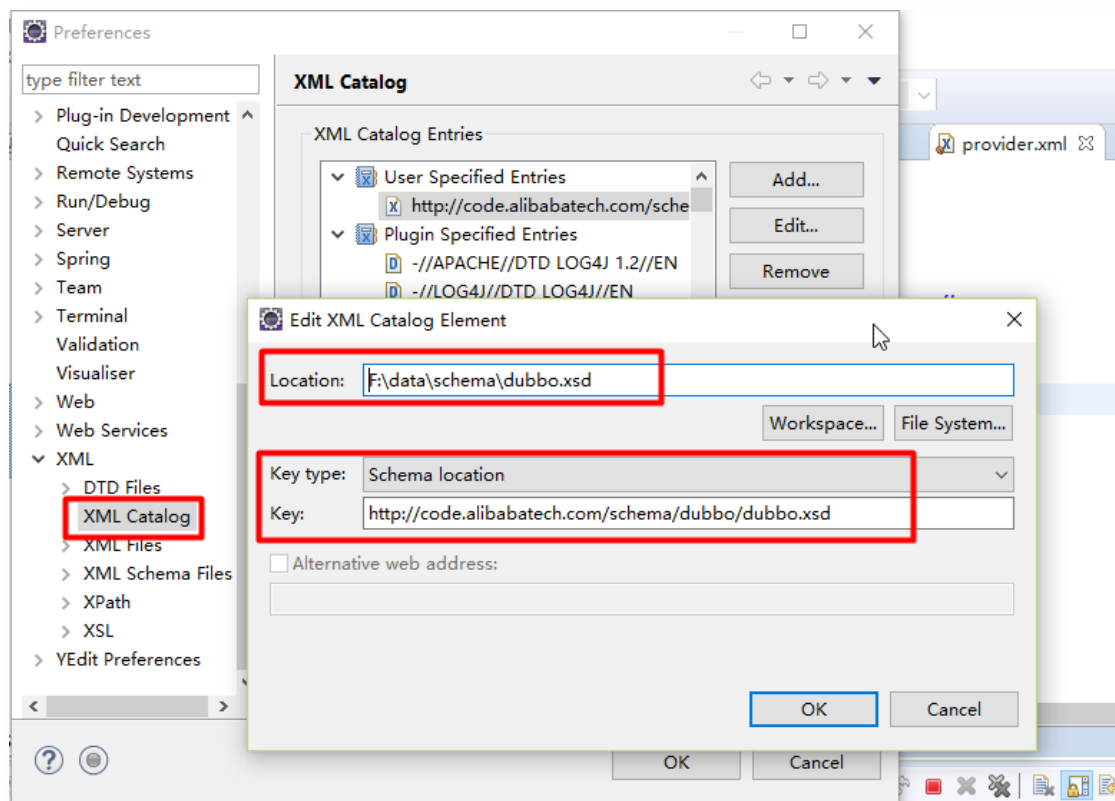 Preferences
type filter text
XML Catalog
Plug-in Development
Quick Search
Remote Systems
Run/Debug
Server
Spring
Team
Terminal
Validation
Visualiser
Web
Web Services
XML
DTD Files
XML Catalog
XML Files
XML Schema Files
XPath
XSL
YEdit Preferences
XML Catalog Entries
User Specified Entries
http://code.alibabatech.com/sche
Plugin Specified Entries
-//APACHE//DTD LOG4J 1.2//EN
-//LOG4J//DTD LOG4J//EN
Add...
Edit...
Remove
provider.xml
Edit XML Catalog Element
Location: F:\data\schema\dubbo.xsd
Workspace... File System...
Key type: Schema location
Key: http://code.alibabatech.com/schema/dubbo/dubbo.xsd
Alternative web address:
OK Cancel
OK Cancel